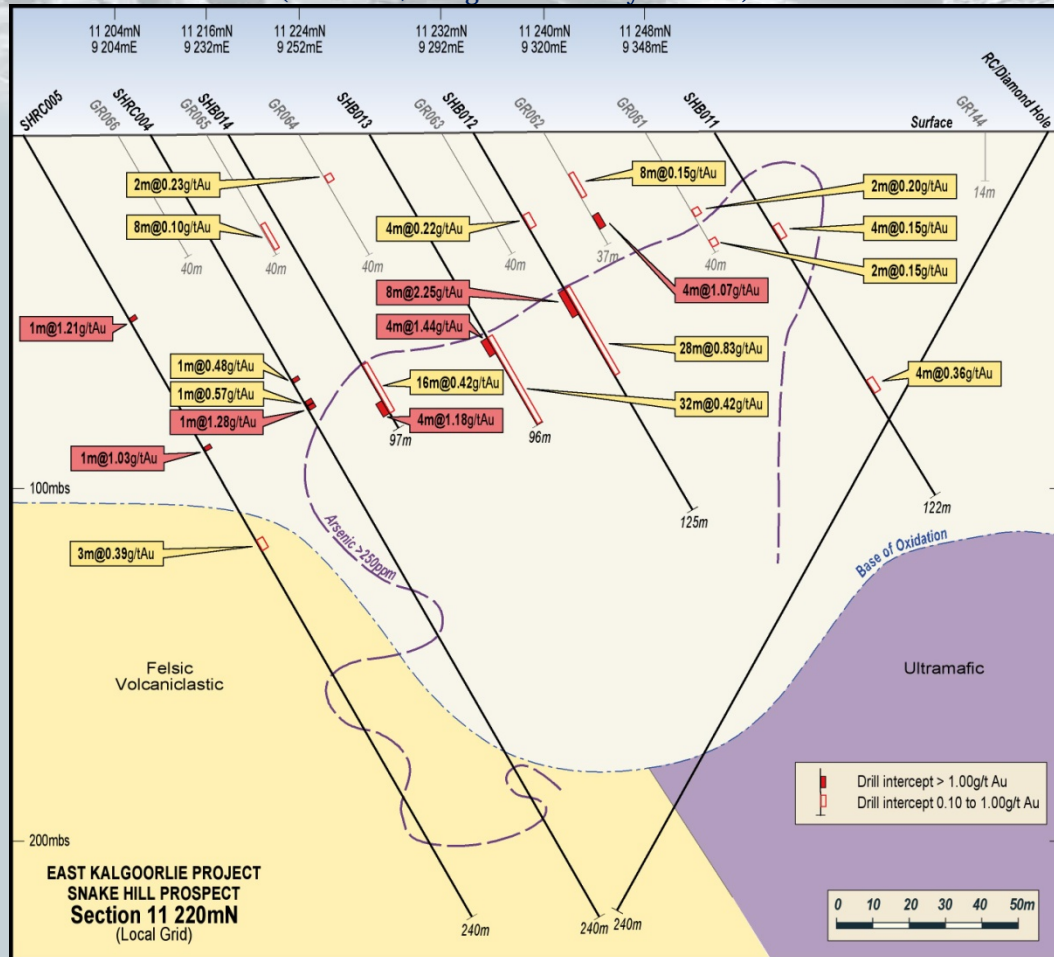 11 204mN
9 204mE
11 216mN
9 232mE
11 224mN
9 252mE
11 232mN
9 292mE
11 240mN
9 320mE
11 248mN
9 348mE
SHRC005
GR066
SHRC004
GR065
SHB014
GR064
SHB013
GR063
SHB012
GR062
GR061
SHB011
Surface
GR144
RC/Diamond Hole
14m
2m@0.23g/tAu
8m@0.10g/tAu
40m
40m
40m
4m@0.22g/tAu
40m
8m@0.15g/tAu
37m
4m@1.07g/tAu
40m
2m@0.20g/tAu
4m@0.15g/tAu
2m@0.15g/tAu
8m@2.25g/tAu
4m@1.44g/tAu
1m@1.21g/tAu
1m@0.48g/tAu
1m@0.57g/tAu
1m@1.28g/tAu
1m@1.03g/tAu
16m@0.42g/tAu
4m@1.18g/tAu
97m
28m@0.83g/tAu
32m@0.42g/tAu
96m
4m@0.36g/tAu
100mbs
125m
122m
3m@0.39g/tAu
Arsenic >250ppm
Base of Oxidation
Felsic
Volcaniclastic
Ultramafic
Drill intercept > 1.00g/t Au
Drill intercept 0.10 to 1.00g/t Au
200mbs
EAST KALGOORLIE PROJECT
SNAKE HILL PROSPECT
Section 11 220mN
(Local Grid)
240m
240m
240m
0 10 20 30 40 50m